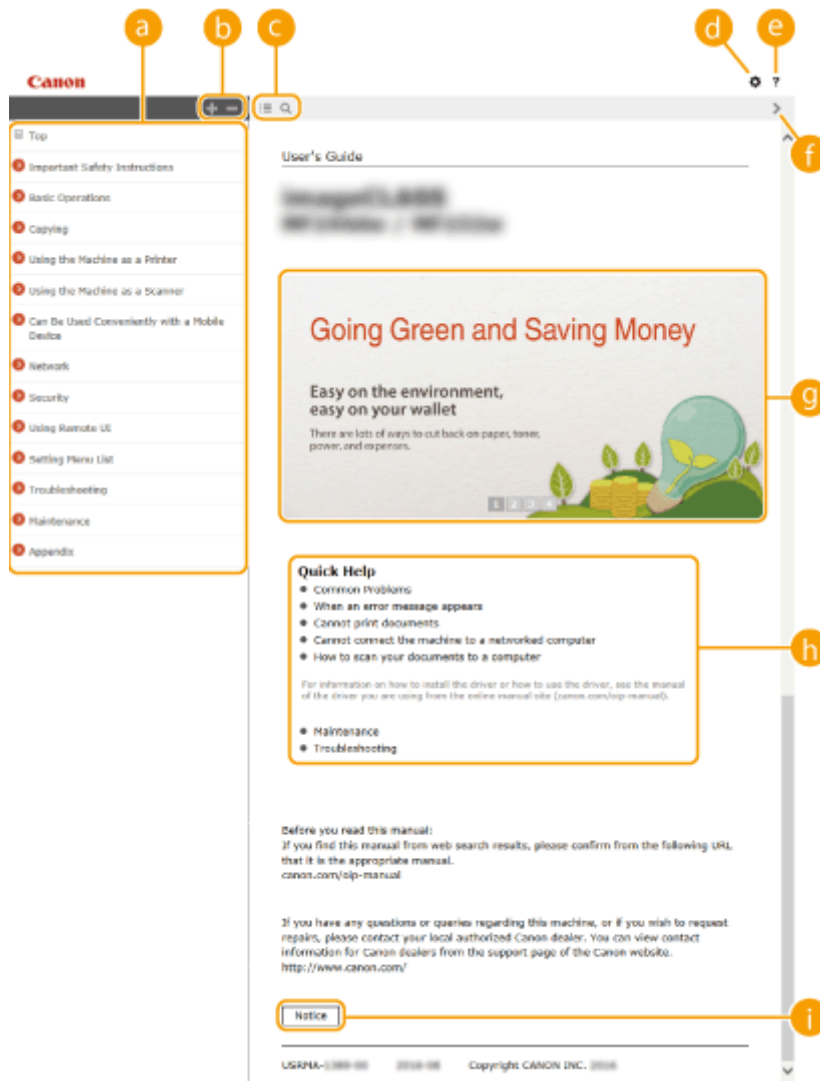 a b c d e
Canon
?
f
Top
Important Safety Instructions
Basic Operations
Copying
Using the Machine as a Printer
Using the Machine as a Scanner
Can Be Used Conveniently with a Mobile
Device
Network
Security
Using Remote UI
Setting Menu List
Troubleshooting
Maintenance
Appendix
User's Guide
Going Green and Saving Money
Easy on the environment,
easy on your wallet
There are lots of ways to cut back on paper, toner,
power, and expenses.
1 2 3 4
g
Quick Help
Common Problems
When an error message appears
Cannot print documents
Cannot connect the machine to a networked computer
How to scan your documents to a computer
h
For information on how to install the driver or how to use the driver, see the manual
of the driver you are using from the online manual site (canon.com/oip-manual).
Maintenance
Troubleshooting
Before you read this manual:
If you find this manual from web search results, please confirm from the following URL
that it is the appropriate manual.
canon.com/oip-manual
If you have any questions or queries regarding this machine, or if you wish to request
repairs, please contact your local authorized Canon dealer. You can view contact
information for Canon dealers from the support page of the Canon website.
http://www.canon.com/
Notice
i
USRMA- Copyright CANON INC.